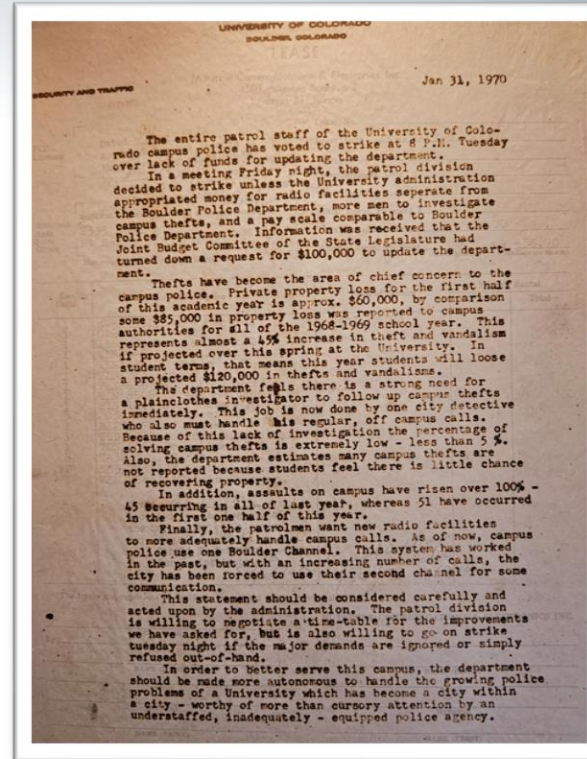 UNIVERSITY OF COLORADO
BOULDER, COLORADO
LEASE
SECURITY AND TRAFFIC
Jan 31, 1970
The entire patrol staff of the University of Colo-
rado campus police has voted to strike at 8 P.M. Tuesday
over lack of funds for updating the department.
In a meeting Friday night, the patrol division
decided to strike unless the University administration
appropriated money for radio facilities seperate from
the Boulder Police Department, more men to investigate
campus thefts, and a pay scale comparable to Boulder
Police Department. Information was received that the
Joint Budget Committee of the State Legislature had
turned down a request for $100,000 to update the depart-
ment.
Thefts have become the area of chief concern to the
campus police. Private property loss for the first half
of this academic year is approx. $60,000, by comparison
some $85,000 in property loss was reported to campus
authorities for all of the 1968-1969 school year. This
represents almost a 45% increase in theft and vandalism
if projected over this spring at the University. In
student terms, that means this year students will loose
a projected $120,000 in thefts and vandalisms.
The department feels there is a strong need for
a plainclothes investigator to follow up campus thefts
immediately. This job is now done by one city detective
who also must handle his regular, off campus calls.
Because of this lack of investigation the percentage of
solving campus thefts is extremely low - less than 5 %.
Also, the department estimates many campus thefts are
not reported because students feel there is little chance
of recovering property.
In addition, assaults on campus have risen over 100% -
45 occurring in all of last year, whereas 51 have occurred
in the first one half of this year.
Finally, the patrolmen want new radio facilities
to more adequately handle campus calls. As of now, campus
police use one Boulder Channel. This system has worked
in the past, but with an increasing number of calls, the
city has been forced to use their second channel for some
communication.
This statement should be considered carefully and
acted upon by the administration. The patrol division
is willing to negotiate a time-table for the improvements
we have asked for, but is also willing to go on strike
tuesday night if the major demands are ignored or simply
refused out-of-hand.
In order to better serve this campus, the department
should be made more autonomous to handle the growing police
problems of a University which has become a city within
a city - worthy of more than cursory attention by an
understaffed, inadequately - equipped police agency.